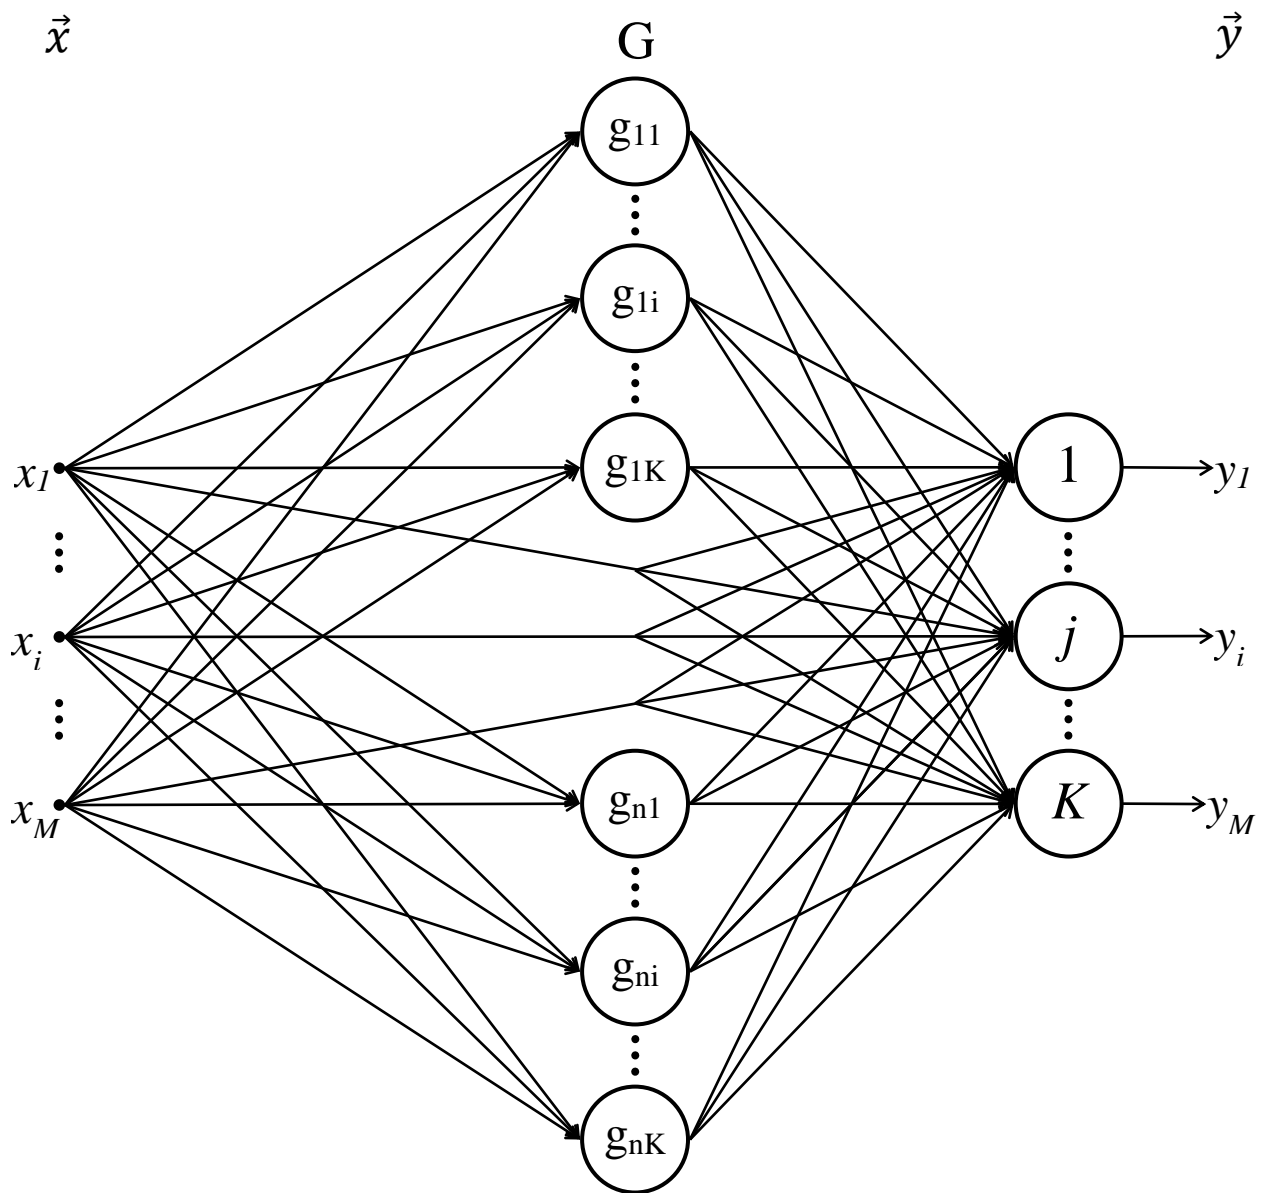 x⃗ G y⃗
g11
g1i
x1 g1K 1 y1
xi j yi
xM gn1 K yM
gni
gnK